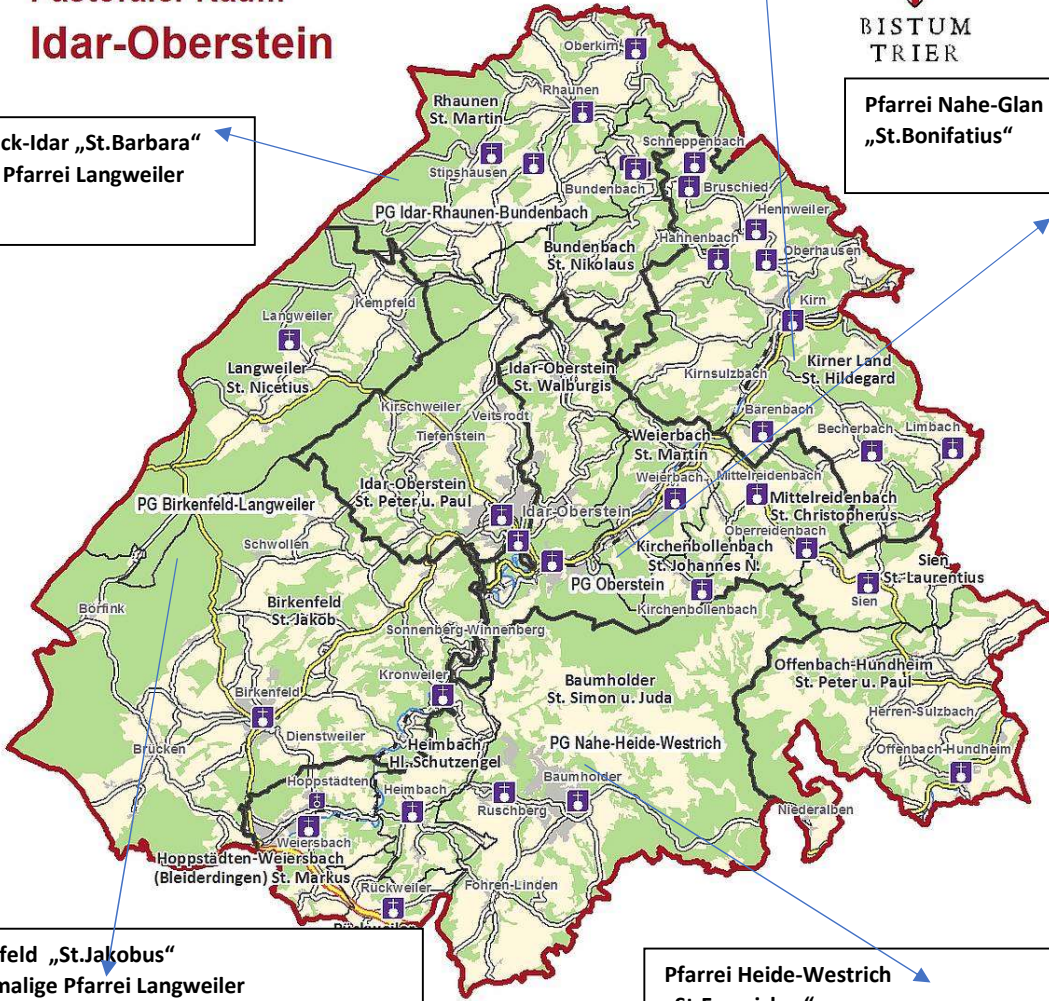 Pastoraler Raum
Idar-Oberstein
BISTUM
TRIER
ck-Idar „St.Barbara“
Pfarrei Langweiler
Pfarrei Nahe-Glan
„St.Bonifatius“
Oberkirn
Rhaunen
Rhaunen
St. Martin
Stipshausen
Schneppenbach
Bundenbach
Bruschied
PG Idar-Rhaunen-Bundenbach
Hennweiler
Hahnenbach
Oberhausen
Bundenbach
St. Nikolaus
Kempfeld
Kirn
Langweiler
Langweiler
St. Nicetius
Idar-Oberstein
St. Walburgis
Kirnsulzbach
Kirner Land
St. Hildegard
Kirschweiler
Veitsrodt
Tiefenstein
Bärenbach
Becherbach
Limbach
Weierbach
St. Martin
Weierbach
Mittelreidenbach
Mittelreidenbach
St. Christopherus
Idar-Oberstein
St. Peter u. Paul
PG Birkenfeld-Langweiler
Idar-Oberstein
Oberreidenbach
Schwollen
Kirchenbollenbach
St. Johannes N.
PG Oberstein
Sien
St. Laurentius
Sien
Kirchenbollenbach
Börfink
Birkenfeld
St. Jakob
Sonnenberg-Winnenberg
Offenbach-Hundheim
St. Peter u. Paul
Kronweiler
Baumholder
St. Simon u. Juda
Birkenfeld
Herren-Sulzbach
Dienstweiler
Brücken
Heimbach
Hl. Schutzengel
PG Nahe-Heide-Westrich
Offenbach-Hundheim
Hoppstädten
Heimbach
Baumholder
Ruschberg
Niederalben
Weiersbach
Hoppstädten-Weiersbach
(Bleiderdingen) St. Markus
Rückweiler
Fohren-Linden
Rückweiler
feld „St.Jakobus“
malige Pfarrei Langweiler
Pfarrei Heide-Westrich